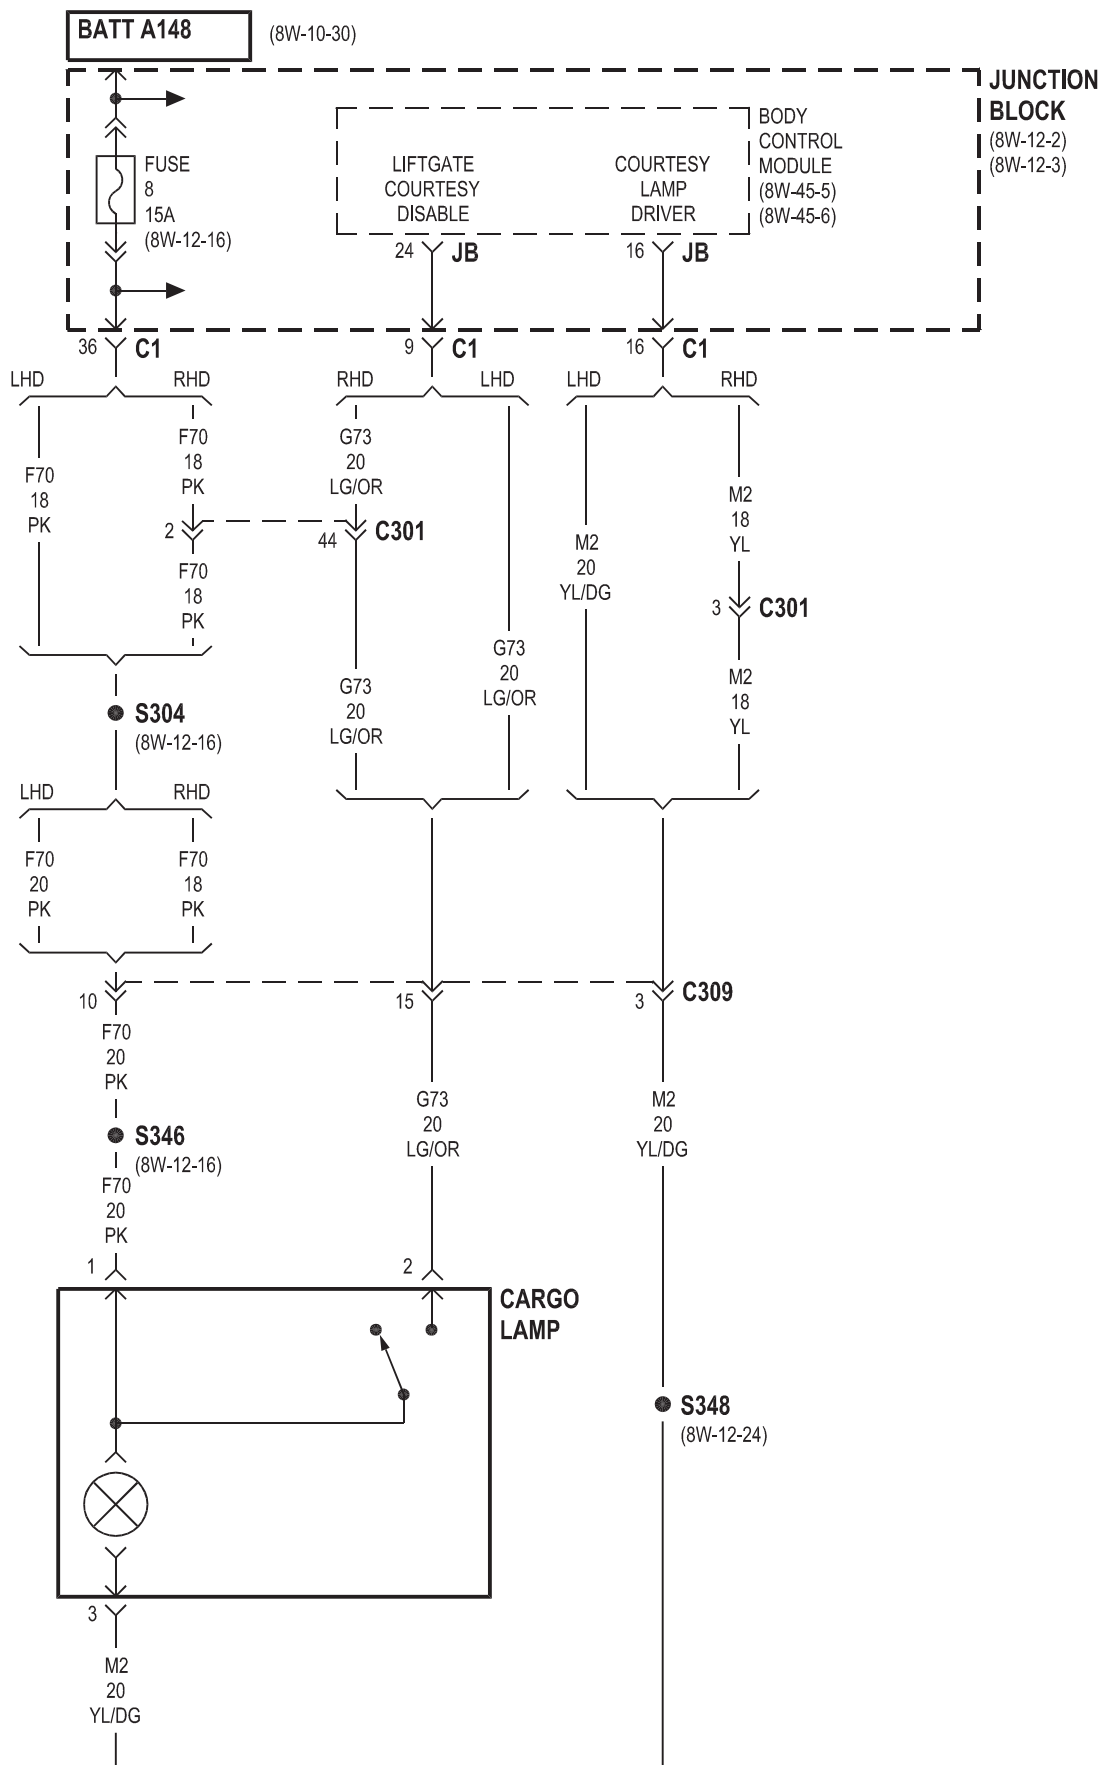 BATT A148
(8W-10-30)
JUNCTION
BLOCK
(8W-12-2)
(8W-12-3)
FUSE
8
15A
(8W-12-16)
LIFTGATE
COURTESY
DISABLE
COURTESY
LAMP
DRIVER
BODY
CONTROL
MODULE
(8W-45-5)
(8W-45-6)
24 JB
16 JB
36 C1
9 C1
16 C1
LHD RHD
RHD LHD
LHD RHD
F70
18
PK
F70
18
PK
G73
20
LG/OR
2
44 C301
F70
18
PK
M2
20
YL/DG
M2
18
YL
3 C301
G73
20
LG/OR
G73
20
LG/OR
M2
18
YL
S304
(8W-12-16)
LHD RHD
F70
20
PK
F70
18
PK
10
15
3 C309
F70
20
PK
G73
20
LG/OR
M2
20
YL/DG
S346
(8W-12-16)
F70
20
PK
1
2
CARGO
LAMP
S348
(8W-12-24)
3
M2
20
YL/DG